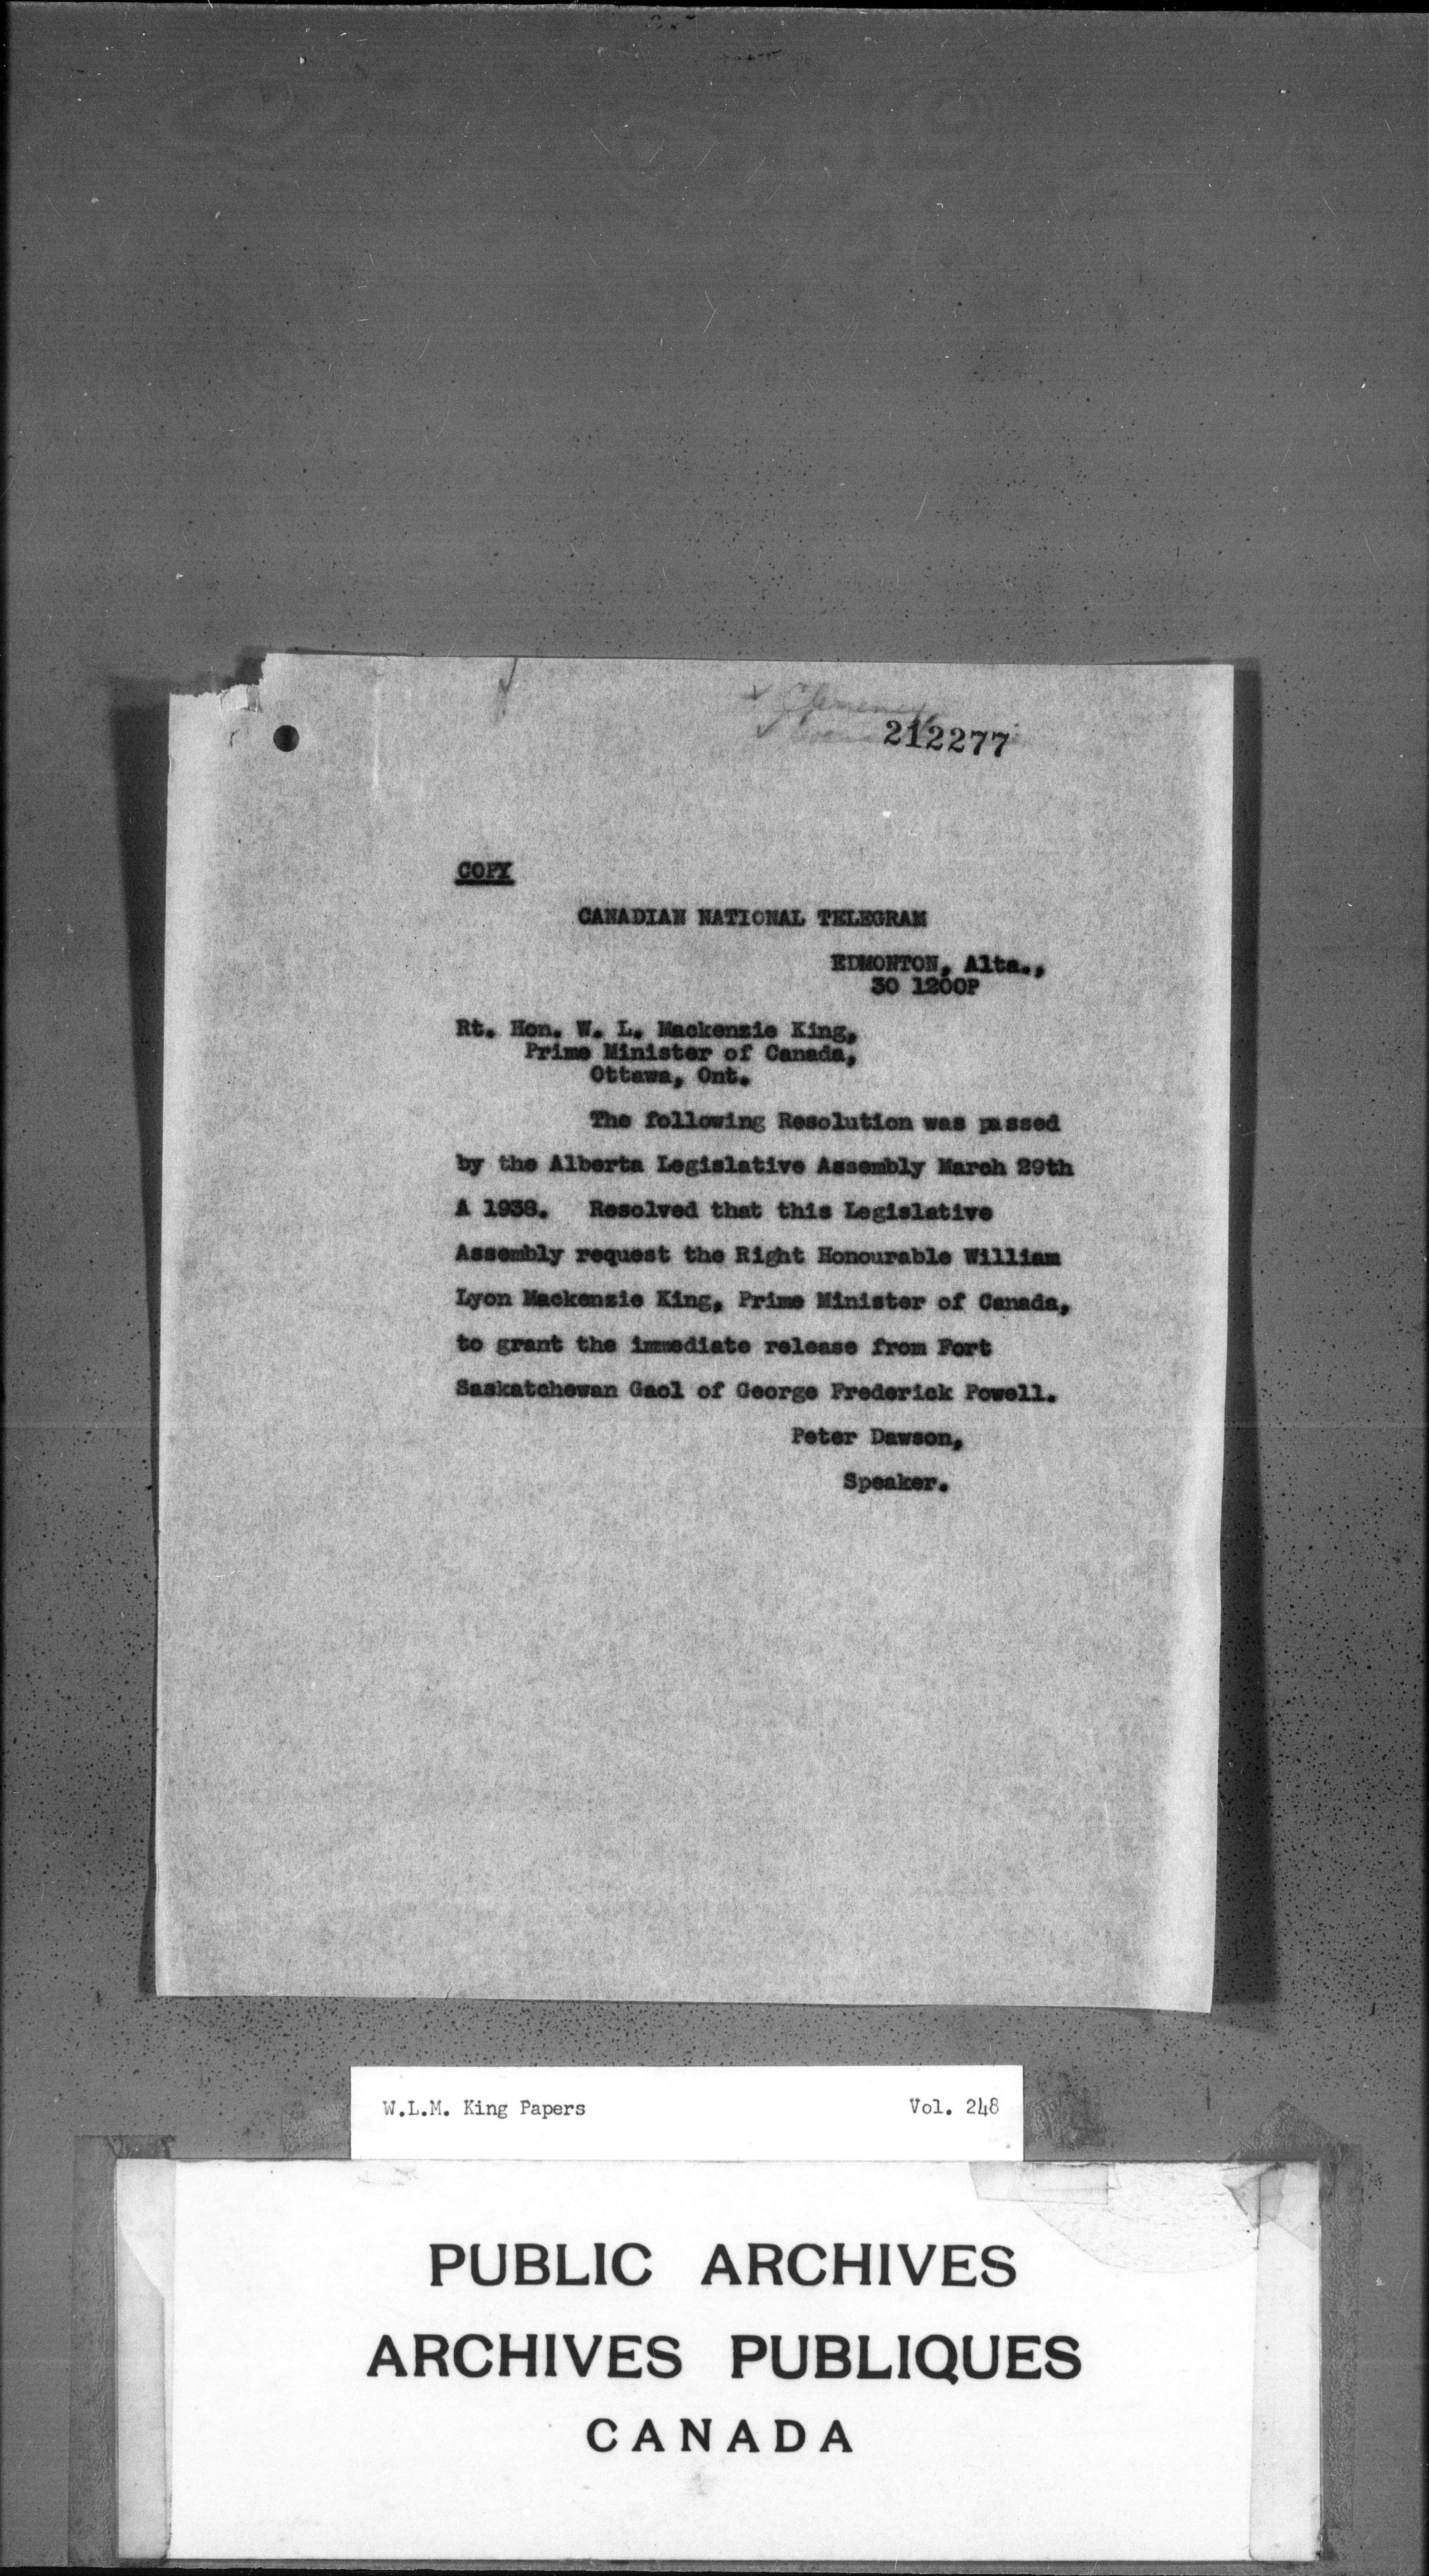 Clemency
212277
COPY
CANADIAN NATIONAL TELEGRAM
EDMONTON, Alta.,
30 1200P
Rt. Hon. W. L. Mackenzie King,
Prime Minister of Canada,
Ottawa, Ont.
The following Resolution was passed
by the Alberta Legislative Assembly March 29th
A 1938. Resolved that this Legislative
Assembly request the Right Honourable William
Lyon Mackenzie King, Prime Minister of Canada,
to grant the immediate release from Fort
Saskatchewan Gaol of George Frederick Powell.
Peter Dawson,
Speaker.
W.L.M. King Papers Vol. 248
PUBLIC ARCHIVES
ARCHIVES PUBLIQUES
CANADA